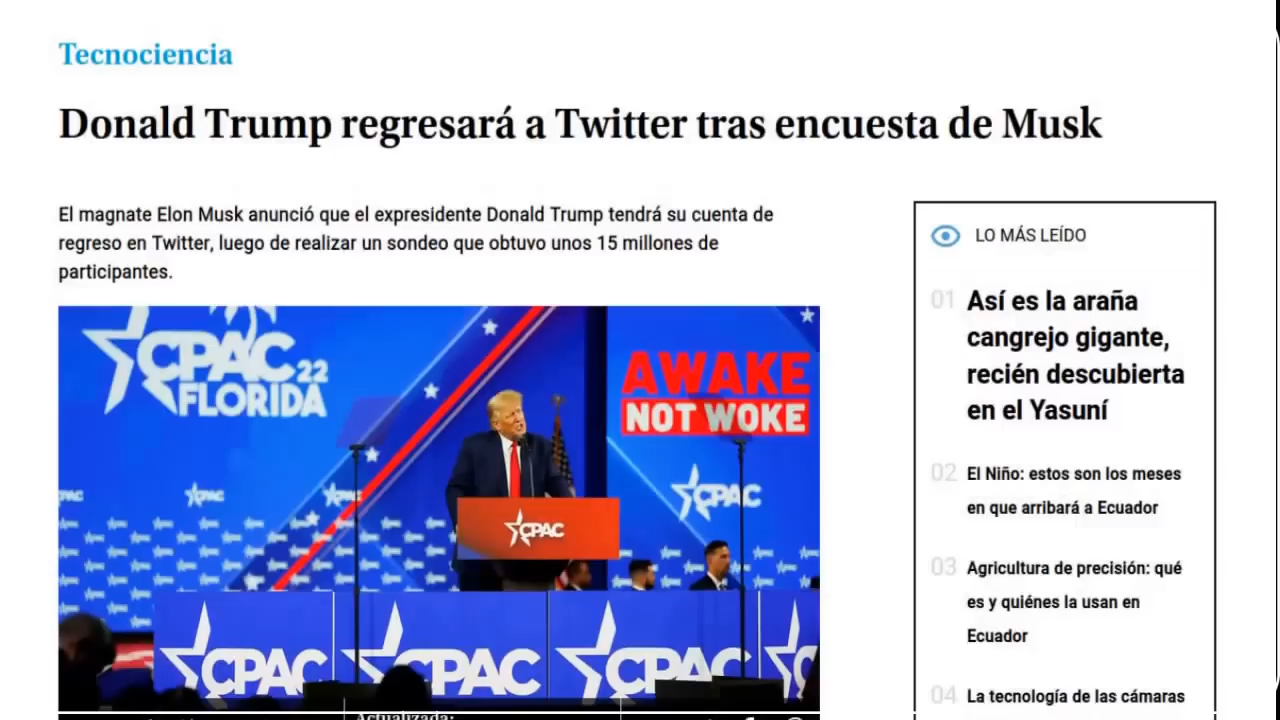 Tecnociencia
Donald Trump regresará a Twitter tras encuesta de Musk
El magnate Elon Musk anunció que el expresidente Donald Trump tendrá su cuenta de
regreso en Twitter, luego de realizar un sondeo que obtuvo unos 15 millones de
participantes.
CPAC 22
FLORIDA
AWAKE
NOT WOKE
CPAC
CPAC
CPAC
CPAC
CPAC
Actualizada:
LO MÁS LEÍDO
01 Así es la araña
cangrejo gigante,
recién descubierta
en el Yasuní
02 El Niño: estos son los meses
en que arribará a Ecuador
03 Agricultura de precisión: qué
es y quiénes la usan en
Ecuador
04 La tecnología de las cámaras